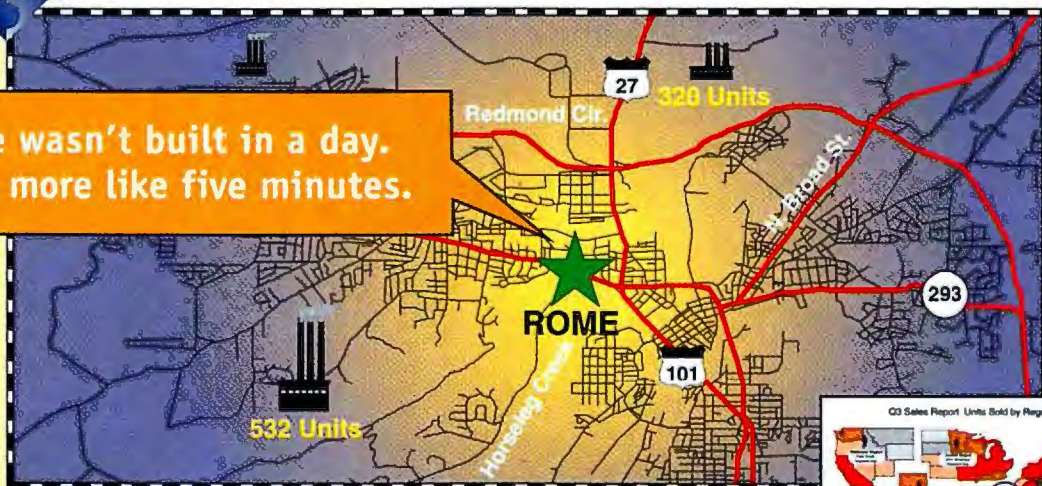 27
320 Units
Redmond Cir.
wasn't built in a day.
more like five minutes.
N. Broad St.
293
ROME
101
Horseleg Creek
532 Units
Q3 Sales Report Units Sold by